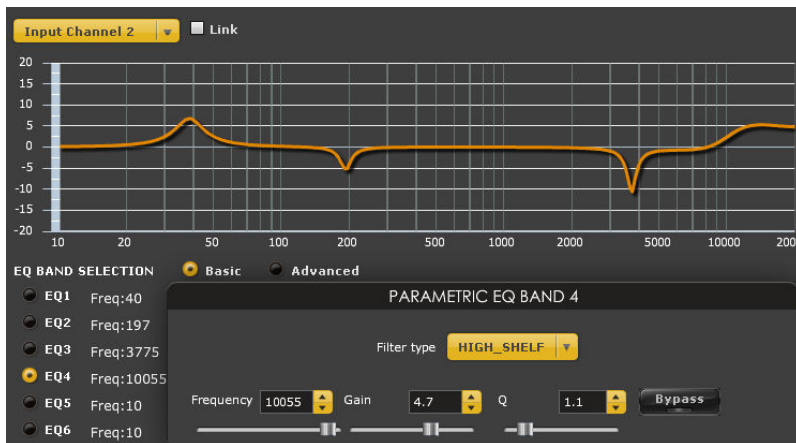 Input Channel 2 Link
20
15
10
5
0
-5
-10
-15
-20
10 20 50 100 200 500 1000 2000 5000 10000 200
EQ BAND SELECTION Basic Advanced
EQ1 Freq:40
EQ2 Freq:197
EQ3 Freq:3775
EQ4 Freq:10055
EQ5 Freq:10
EQ6 Freq:10
PARAMETRIC EQ BAND 4
Filter type HIGH_SHELF
Frequency 10055 Gain 4.7 Q 1.1 Bypass